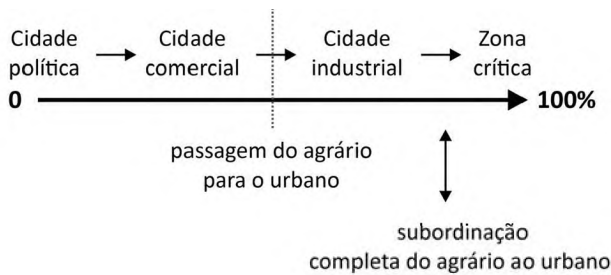 Cidade política
Cidade comercial
Cidade industrial
Zona crítica
0
100%
passagem do agrário
para o urbano
subordinação
completa do agrário ao urbano